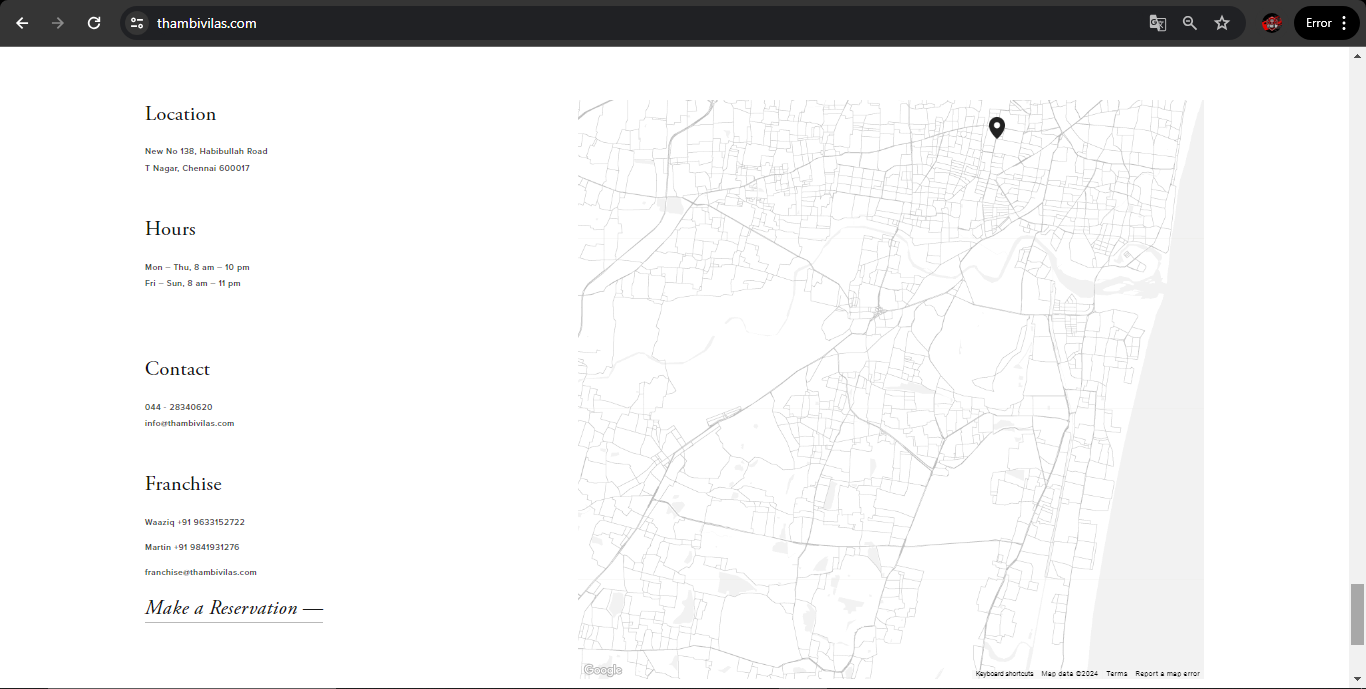 thambivilas.com
Error
Location
New No 138, Habibullah Road
T Nagar, Chennai 600017
Hours
Mon – Thu, 8 am – 10 pm
Fri – Sun, 8 am – 11 pm
Contact
044 - 28340620
info@thambivilas.com
Franchise
Waaziq +91 9633152722
Martin +91 9841931276
franchise@thambivilas.com
Make a Reservation —
Google
Keyboard shortcuts Map data ©2024 Terms Report a map error